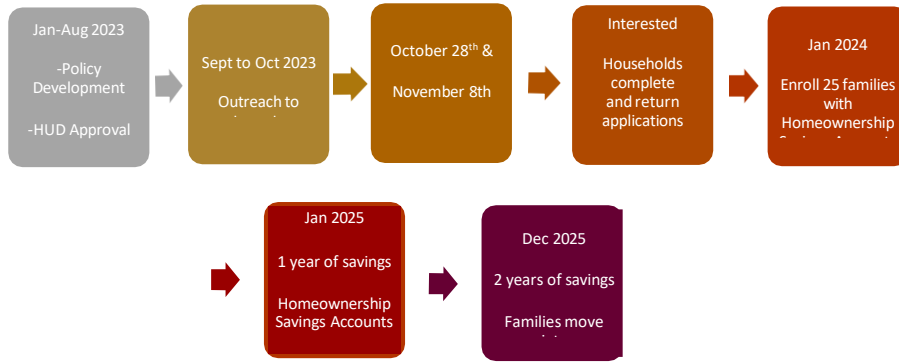 Jan-Aug 2023
-Policy
Development
-HUD Approval
Sept to Oct 2023
Outreach to
October 28th &
November 8th
Interested
Households
complete
and return
applications
Jan 2024
Enroll 25 families
with
Homeownership
Jan 2025
1 year of savings
Homeownership
Savings Accounts
Dec 2025
2 years of savings
Families move